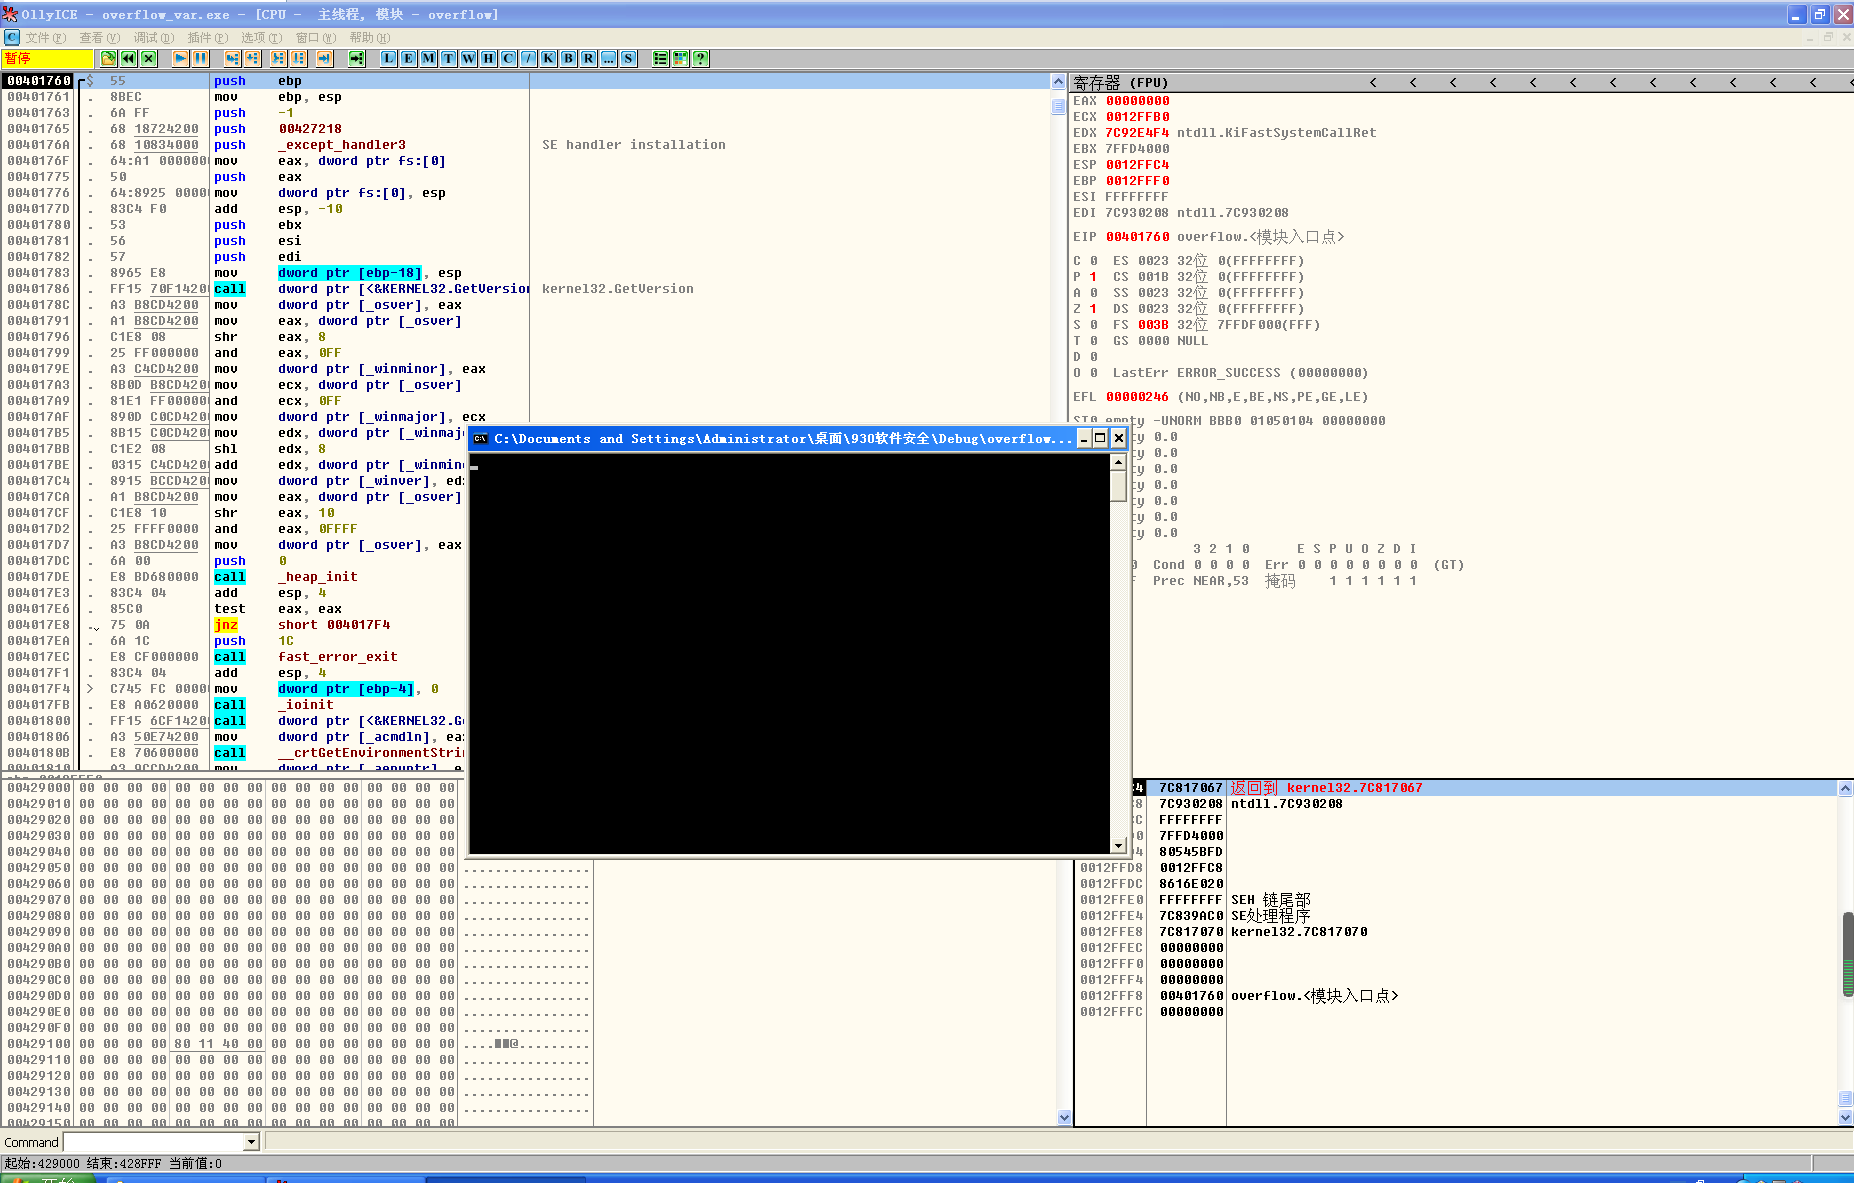 OllyICE - overflow_var.exe - [CPU - 主线程, 模块 - overflow]
C 文件(F) 查看(V) 调试(D) 插件(P) 选项(T) 窗口(W) 帮助(H)
暂停 L E M T W H C / K B R ... S ?
00401760 $ 55 push ebp
00401761 . 8BEC mov ebp, esp
00401763 . 6A FF push -1
00401765 . 68 18724200 push 00427218
0040176A . 68 10834000 push _except_handler3 SE handler installation
0040176F . 64:A1 000000 mov eax, dword ptr fs:[0]
00401775 . 50 push eax
00401776 . 64:8925 0000 mov dword ptr fs:[0], esp
0040177D . 83C4 F0 add esp, -10
00401780 . 53 push ebx
00401781 . 56 push esi
00401782 . 57 push edi
00401783 . 8965 E8 mov dword ptr [ebp-18], esp
00401786 . FF15 70F14200 call dword ptr [<&KERNEL32.GetVersion kernel32.GetVersion
0040178C . A3 B8CD4200 mov dword ptr [_osver], eax
00401791 . A1 B8CD4200 mov eax, dword ptr [_osver]
00401796 . C1E8 08 shr eax, 8
00401799 . 25 FF000000 and eax, 0FF
0040179E . A3 C4CD4200 mov dword ptr [_winminor], eax
004017A3 . 8B0D B8CD420 mov ecx, dword ptr [_osver]
004017A9 . 81E1 FF00000 and ecx, 0FF
004017AF . 890D C0CD420 mov dword ptr [_winmajor], ecx
004017B5 . 8B15 C0CD420 mov edx, dword ptr [_winmaj
004017BB . C1E2 08 shl edx, 8
004017BE . 0315 C4CD420 add edx, dword ptr [_winmin
004017C4 . 8915 BCCD420 mov dword ptr [_winver], ed
004017CA . A1 B8CD4200 mov eax, dword ptr [_osver]
004017CF . C1E8 10 shr eax, 10
004017D2 . 25 FFFF0000 and eax, 0FFFF
004017D7 . A3 B8CD4200 mov dword ptr [_osver], eax
004017DC . 6A 00 push 0
004017DE . E8 BD680000 call _heap_init
004017E3 . 83C4 04 add esp, 4
004017E6 . 85C0 test eax, eax
004017E8 . 75 0A jnz short 004017F4
004017EA . 6A 1C push 1C
004017EC . E8 CF000000 call fast_error_exit
004017F1 . 83C4 04 add esp, 4
004017F4 > C745 FC 0000 mov dword ptr [ebp-4], 0
004017FB . E8 A0620000 call _ioinit
00401800 . FF15 6CF14200 call dword ptr [<&KERNEL32.G
00401806 . A3 50E74200 mov dword ptr [_acmdln], ea
0040180B . E8 70600000 call __crtGetEnvironmentStri
00401810 . A3 9CCD4200 mov dword ptr [_aenvptr], e
寄存器 (FPU) < < < < < < < < < < < < <
EAX 00000000
ECX 0012FFB0
EDX 7C92E4F4 ntdll.KiFastSystemCallRet
EBX 7FFD4000
ESP 0012FFC4
EBP 0012FFF0
ESI FFFFFFFF
EDI 7C930208 ntdll.7C930208
EIP 00401760 overflow.<模块入口点>
C 0 ES 0023 32位 0(FFFFFFFF)
P 1 CS 001B 32位 0(FFFFFFFF)
A 0 SS 0023 32位 0(FFFFFFFF)
Z 1 DS 0023 32位 0(FFFFFFFF)
S 0 FS 003B 32位 7FFDF000(FFF)
T 0 GS 0000 NULL
D 0
O 0 LastErr ERROR_SUCCESS (00000000)
EFL 00000246 (NO,NB,E,BE,NS,PE,GE,LE)
ST0 empty -UNORM BBB0 01050104 00000000
ty 0.0
ty 0.0
ty 0.0
ty 0.0
ty 0.0
ty 0.0
ty 0.0
3 2 1 0 E S P U O Z D I
Cond 0 0 0 0 Err 0 0 0 0 0 0 0 0 (GT)
F Prec NEAR,53 掩码 1 1 1 1 1 1
C:\Documents and Settings\Administrator\桌面\930软件安全\Debug\overflow...
00429000 00 00 00 00 00 00 00 00 00 00 00 00 00 00 00 00
00429010 00 00 00 00 00 00 00 00 00 00 00 00 00 00 00 00
00429020 00 00 00 00 00 00 00 00 00 00 00 00 00 00 00 00
00429030 00 00 00 00 00 00 00 00 00 00 00 00 00 00 00 00
00429040 00 00 00 00 00 00 00 00 00 00 00 00 00 00 00 00
00429050 00 00 00 00 00 00 00 00 00 00 00 00 00 00 00 00 ................
00429060 00 00 00 00 00 00 00 00 00 00 00 00 00 00 00 00 ................
00429070 00 00 00 00 00 00 00 00 00 00 00 00 00 00 00 00 ................
00429080 00 00 00 00 00 00 00 00 00 00 00 00 00 00 00 00 ................
00429090 00 00 00 00 00 00 00 00 00 00 00 00 00 00 00 00 ................
004290A0 00 00 00 00 00 00 00 00 00 00 00 00 00 00 00 00 ................
004290B0 00 00 00 00 00 00 00 00 00 00 00 00 00 00 00 00 ................
004290C0 00 00 00 00 00 00 00 00 00 00 00 00 00 00 00 00 ................
004290D0 00 00 00 00 00 00 00 00 00 00 00 00 00 00 00 00 ................
004290E0 00 00 00 00 00 00 00 00 00 00 00 00 00 00 00 00 ................
004290F0 00 00 00 00 00 00 00 00 00 00 00 00 00 00 00 00 ................
00429100 00 00 00 00 80 11 40 00 00 00 00 00 00 00 00 00 ....■■@.........
00429110 00 00 00 00 00 00 00 00 00 00 00 00 00 00 00 00 ................
00429120 00 00 00 00 00 00 00 00 00 00 00 00 00 00 00 00 ................
00429130 00 00 00 00 00 00 00 00 00 00 00 00 00 00 00 00 ................
00429140 00 00 00 00 00 00 00 00 00 00 00 00 00 00 00 00 ................
00429150 00 00 00 00 00 00 00 00 00 00 00 00 00 00 00 00
4 7C817067 返回到 kernel32.7C817067
8 7C930208 ntdll.7C930208
C FFFFFFFF
0 7FFD4000
4 80545BFD
0012FFD8 0012FFC8
0012FFDC 8616E020
0012FFE0 FFFFFFFF SEH 链尾部
0012FFE4 7C839AC0 SE处理程序
0012FFE8 7C817070 kernel32.7C817070
0012FFEC 00000000
0012FFF0 00000000
0012FFF4 00000000
0012FFF8 00401760 overflow.<模块入口点>
0012FFFC 00000000
Command
起始:429000 结束:428FFF 当前值:0
开始